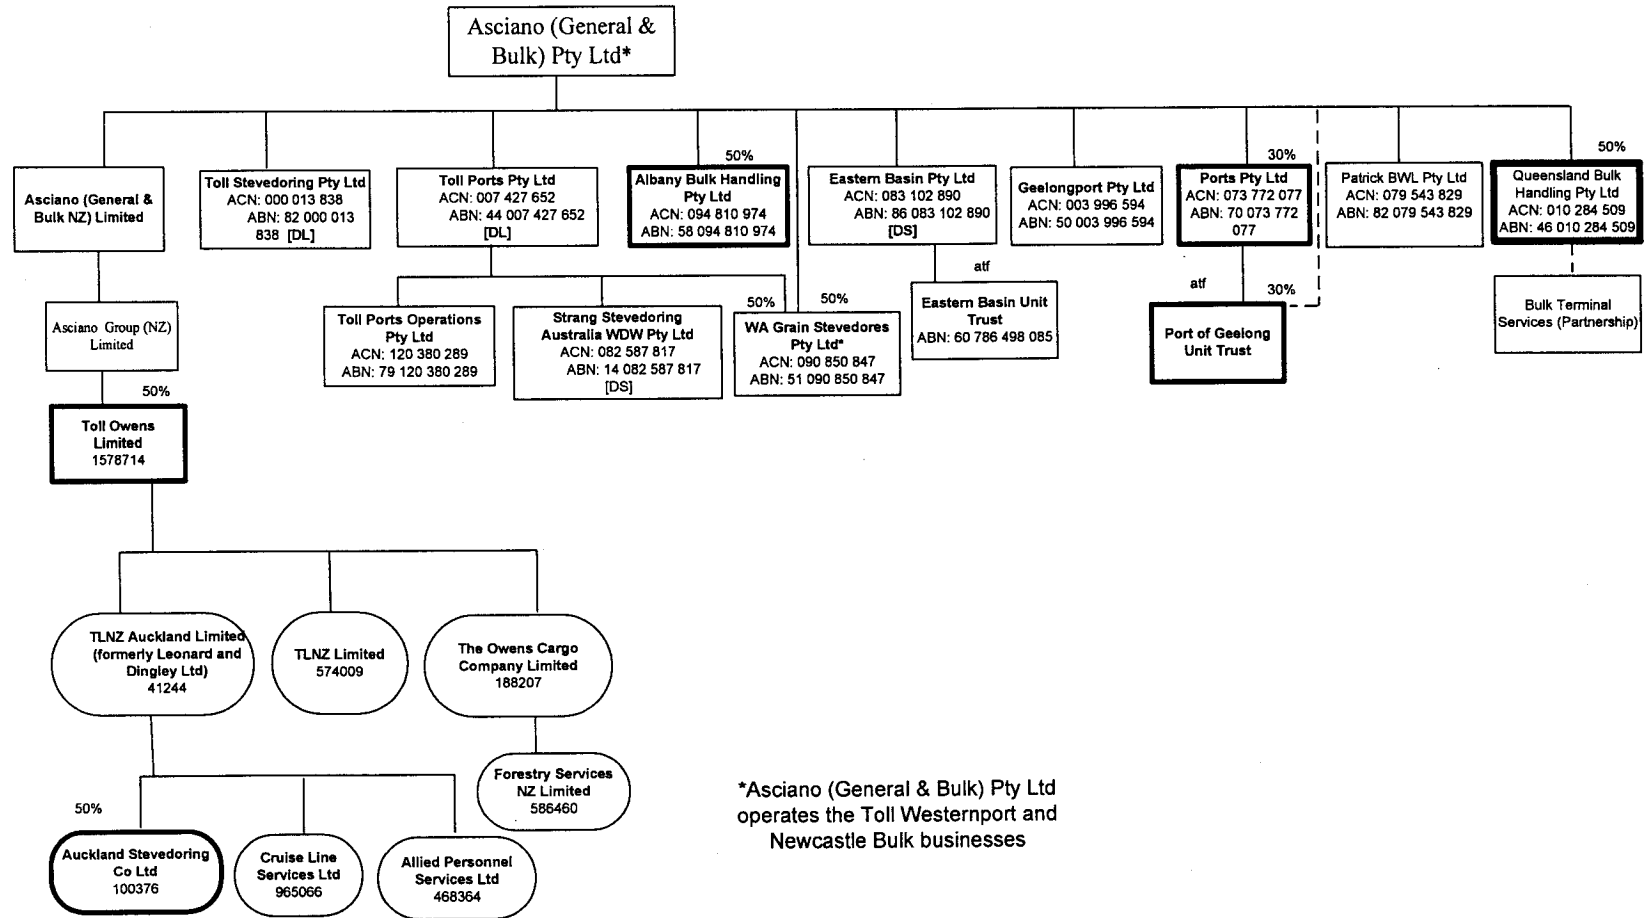 Asciano (General &
Bulk) Pty Ltd*
Asciano (General &
Bulk NZ) Limited
Toll Stevedoring Pty Ltd
ACN: 000 013 838
ABN: 82 000 013
838 [DL]
Toll Ports Pty Ltd
ACN: 007 427 652
ABN: 44 007 427 652
[DL]
50%
Albany Bulk Handling
Pty Ltd
ACN: 094 810 974
ABN: 58 094 810 974
Eastern Basin Pty Ltd
ACN: 083 102 890
ABN: 86 083 102 890
[DS]
Geelongport Pty Ltd
ACN: 003 996 594
ABN: 50 003 996 594
30%
Ports Pty Ltd
ACN: 073 772 077
ABN: 70 073 772
077
Patrick BWL Pty Ltd
ACN: 079 543 829
ABN: 82 079 543 829
50%
Queensland Bulk
Handling Pty Ltd
ACN: 010 284 509
ABN: 46 010 284 509
Asciano Group (NZ)
Limited
Toll Ports Operations
Pty Ltd
ACN: 120 380 289
ABN: 79 120 380 289
Strang Stevedoring
Australia WDW Pty Ltd
ACN: 082 587 817
ABN: 14 082 587 817
[DS]
50%
50%
WA Grain Stevedores
Pty Ltd*
ACN: 090 850 847
ABN: 51 090 850 847
atf
Eastern Basin Unit
Trust
ABN: 60 786 498 085
atf
30%
Port of Geelong
Unit Trust
Bulk Terminal
Services (Partnership)
50%
Toll Owens
Limited
1578714
TLNZ Auckland Limited
(formerly Leonard and
Dingley Ltd)
41244
TLNZ Limited
574009
The Owens Cargo
Company Limited
188207
Forestry Services
NZ Limited
586460
50%
Auckland Stevedoring
Co Ltd
100376
Cruise Line
Services Ltd
965066
Allied Personnel
Services Ltd
468364
*Asciano (General & Bulk) Pty Ltd
operates the Toll Westernport and
Newcastle Bulk businesses